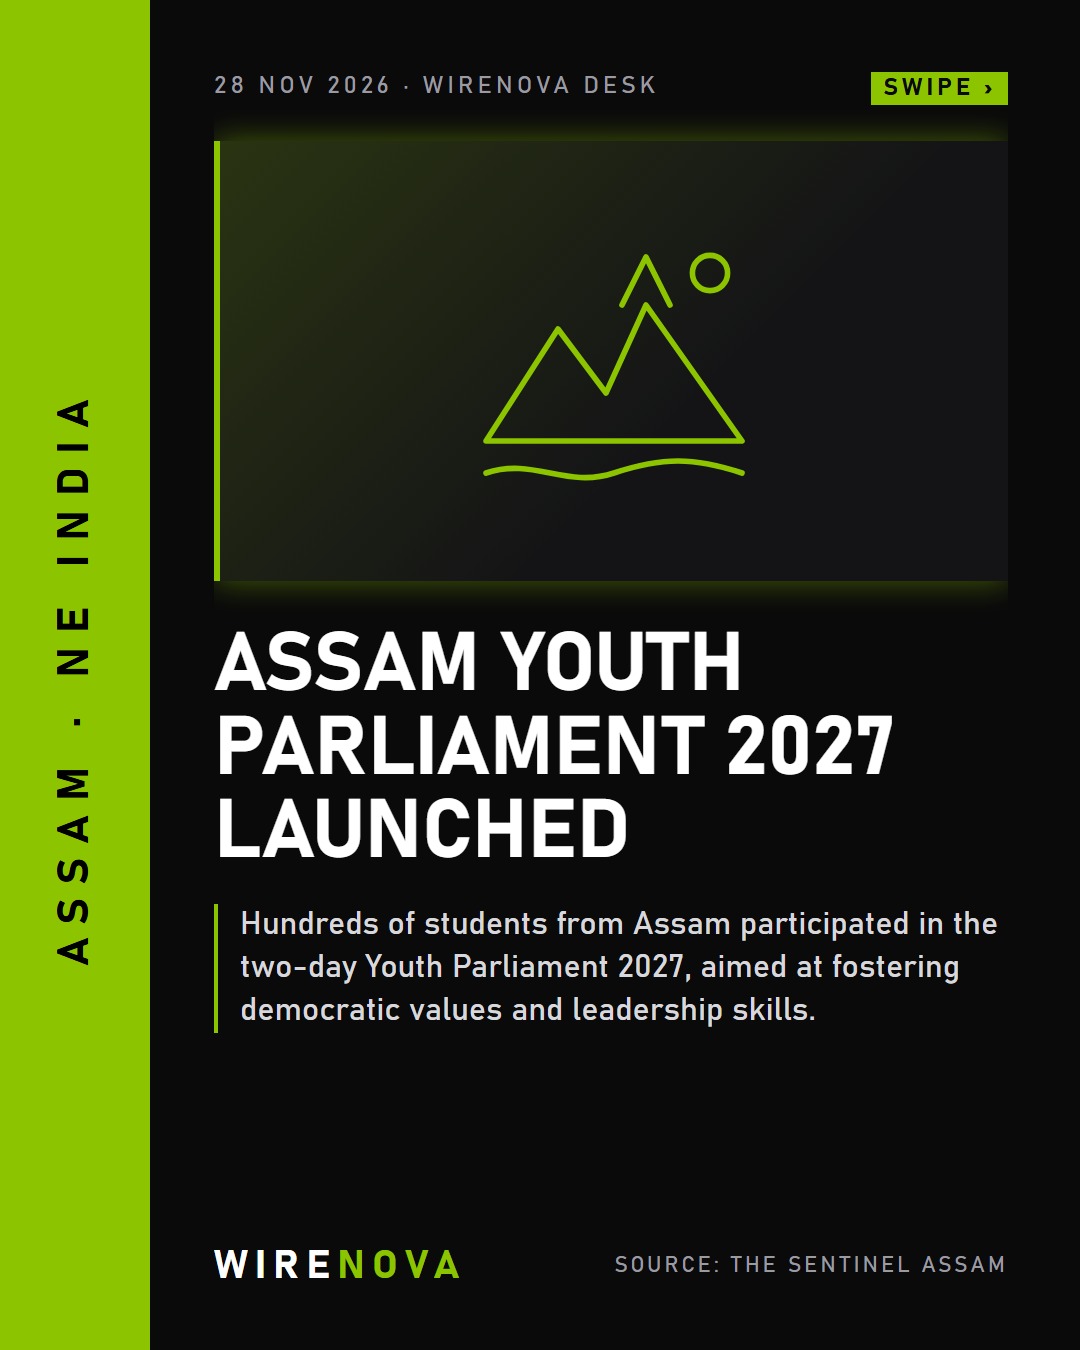 28 NOV 2026 · WIRENOVA DESK
SWIPE ›
ASSAM · NE INDIA
ASSAM YOUTH
PARLIAMENT 2027
LAUNCHED
Hundreds of students from Assam participated in the
two-day Youth Parliament 2027, aimed at fostering
democratic values and leadership skills.
WIRENOVA
SOURCE: THE SENTINEL ASSAM